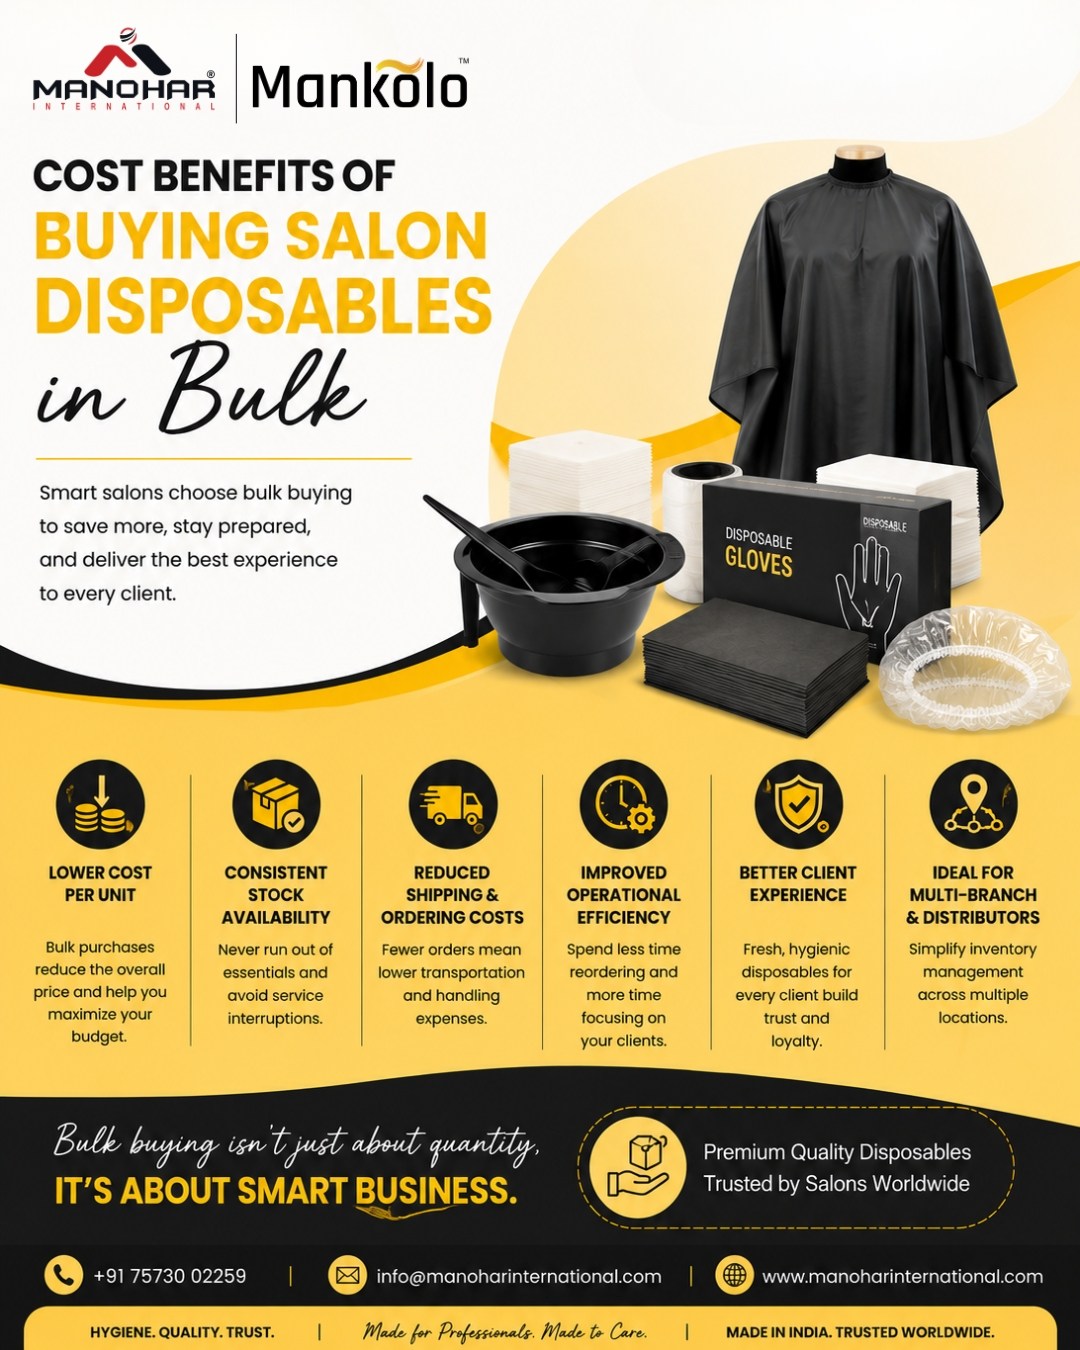 MANOHAR®
INTERNATIONAL
Mankolo™
COST BENEFITS OF
BUYING SALON
DISPOSABLES
in Bulk
Smart salons choose bulk buying
to save more, stay prepared,
and deliver the best experience
to every client.
DISPOSABLE
DISPOSABLE
GLOVES
LOWER COST
PER UNIT
Bulk purchases
reduce the overall
price and help you
maximize your
budget.
CONSISTENT
STOCK
AVAILABILITY
Never run out of
essentials and
avoid service
interruptions.
REDUCED
SHIPPING &
ORDERING COSTS
Fewer orders mean
lower transportation
and handling
expenses.
IMPROVED
OPERATIONAL
EFFICIENCY
Spend less time
reordering and
more time
focusing on
your clients.
BETTER CLIENT
EXPERIENCE
Fresh, hygienic
disposables for
every client build
trust and
loyalty.
IDEAL FOR
MULTI-BRANCH
& DISTRIBUTORS
Simplify inventory
management
across multiple
locations.
Bulk buying isn't just about quantity,
IT'S ABOUT SMART BUSINESS.
Premium Quality Disposables
Trusted by Salons Worldwide
+91 75730 02259
info@manoharinternational.com
www.manoharinternational.com
HYGIENE. QUALITY. TRUST.
Made for Professionals. Made to Care.
MADE IN INDIA. TRUSTED WORLDWIDE.